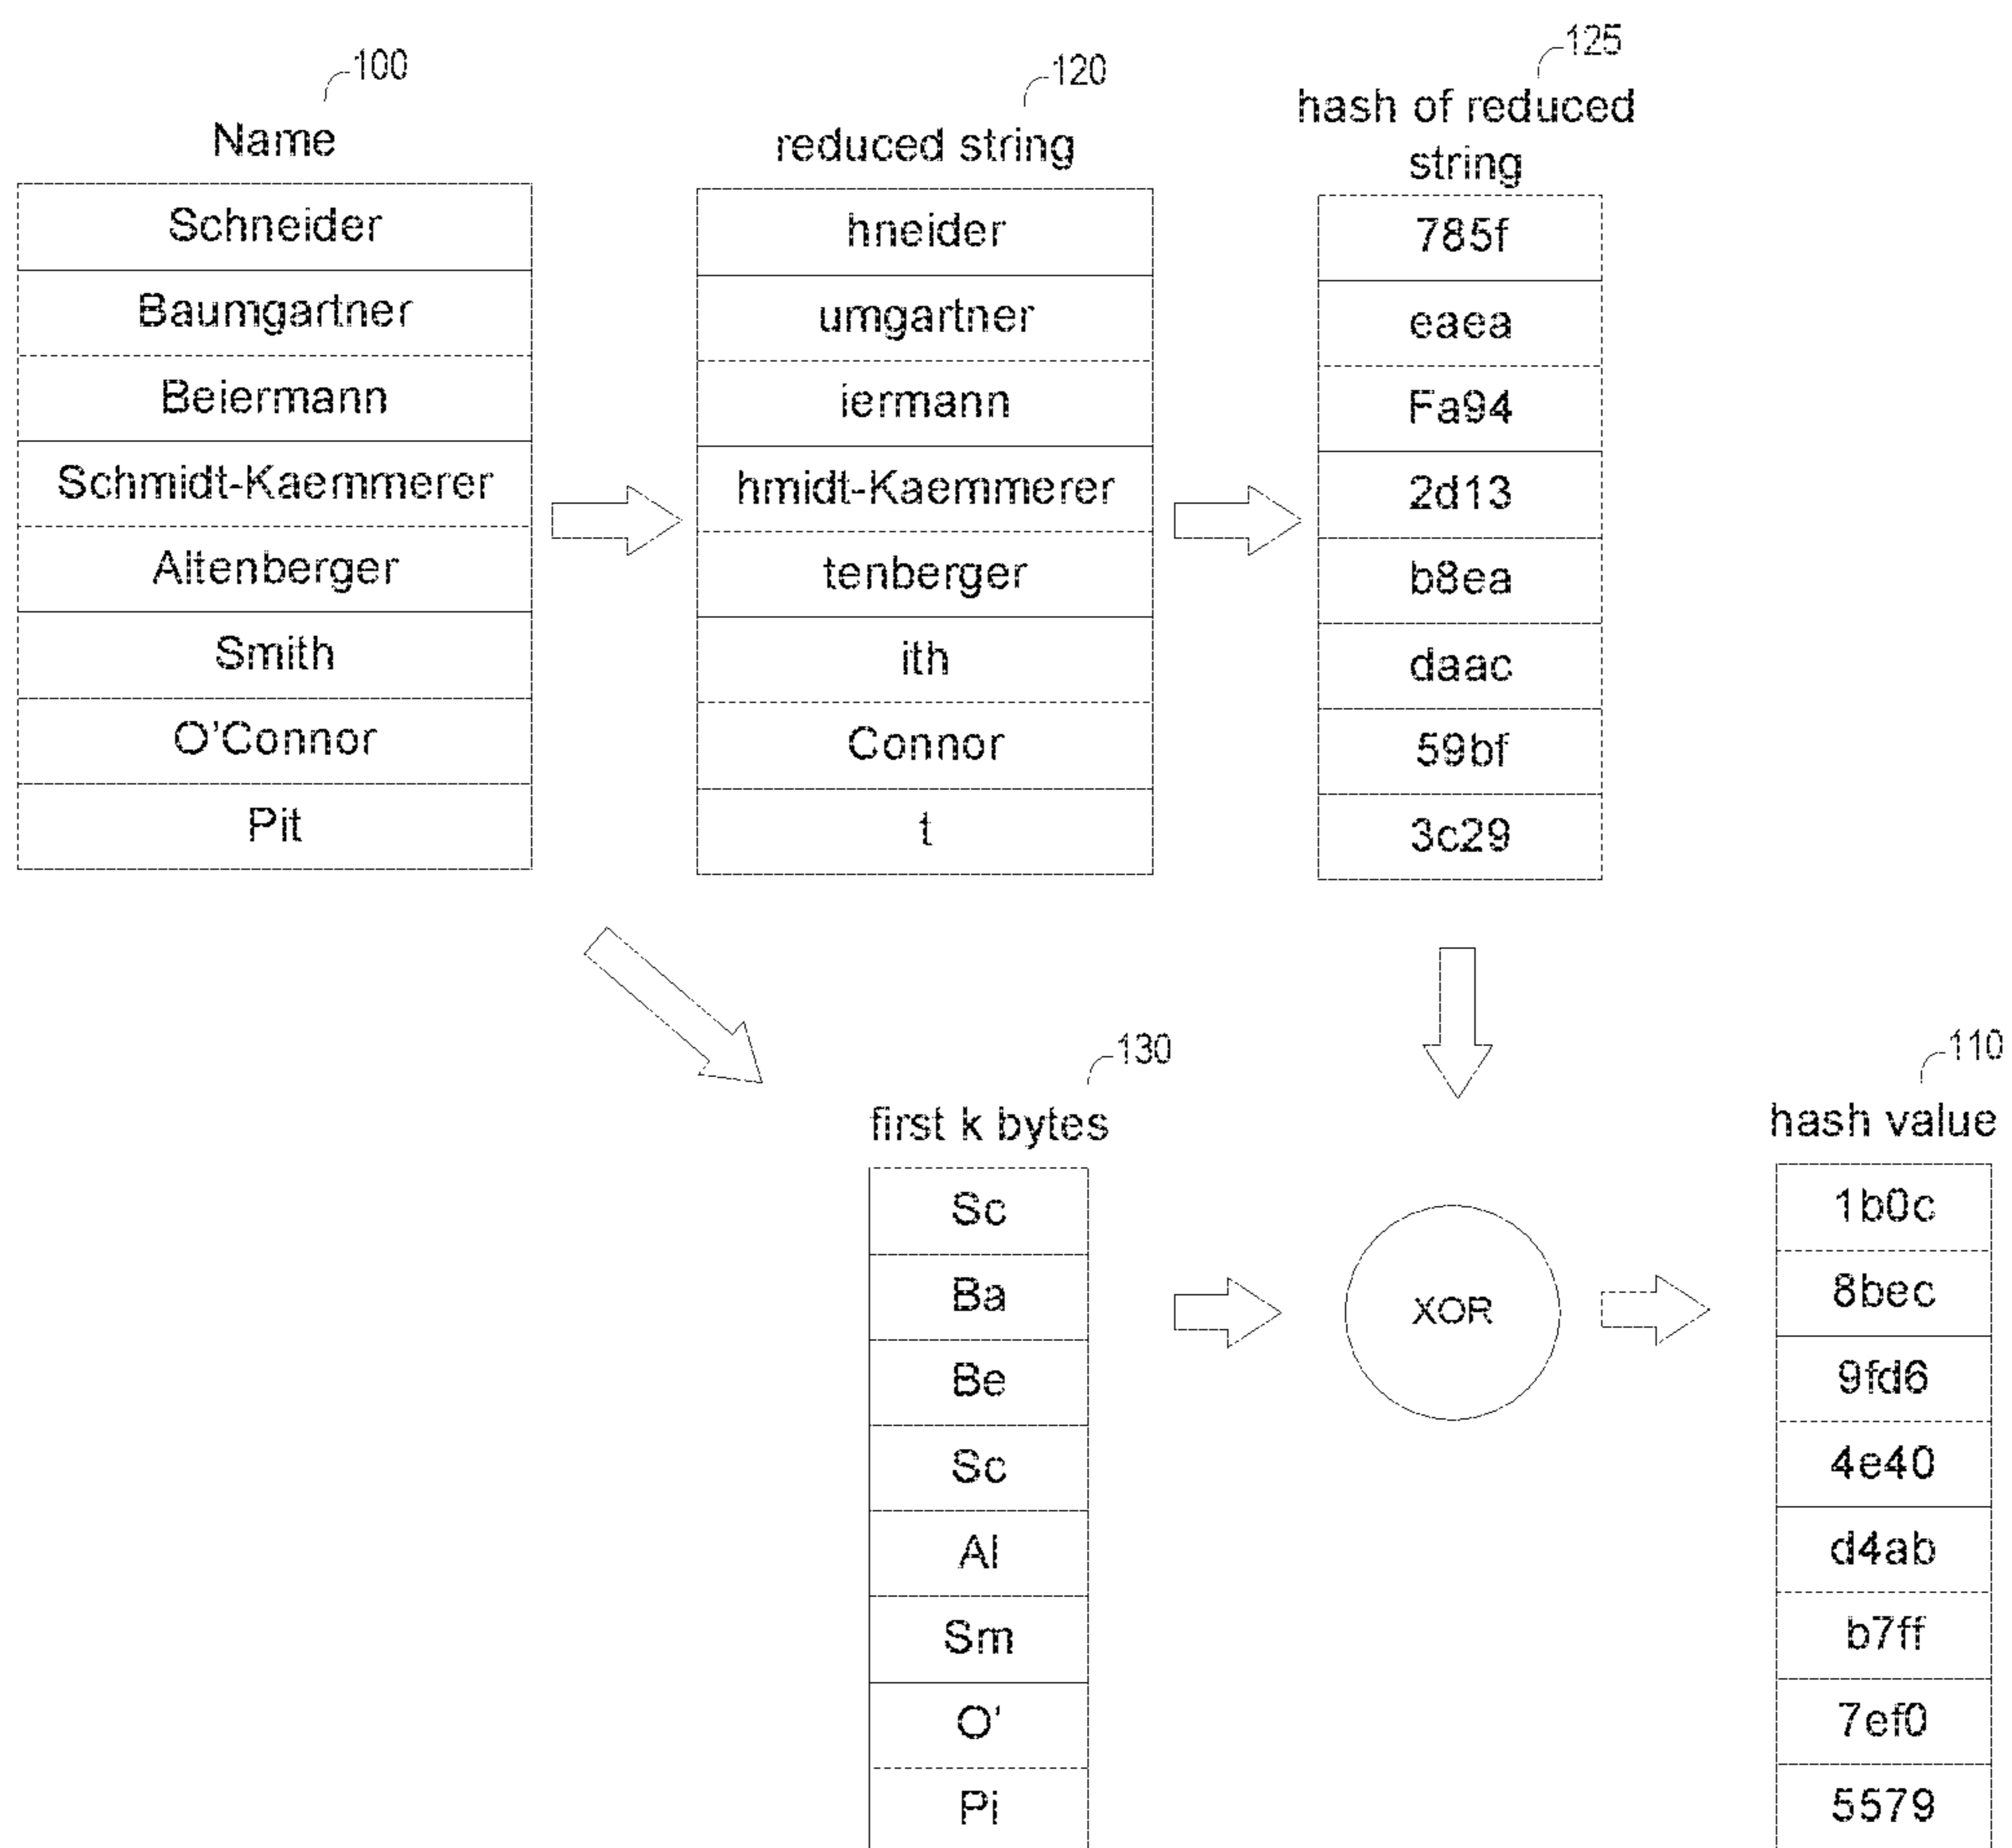 100
Name
Schneider
Baumgartner
Beiermann
Schmidt-Kaemmerer
Altenberger
Smith
O'Connor
Pit
120
reduced string
hneider
umgartner
iermann
hmidt-Kaemmerer
tenberger
ith
Connor
t
125
hash of reduced
string
785f
eaea
Fa94
2d13
b8ea
daac
59bf
3c29
130
first k bytes
Sc
Ba
Be
Sc
Al
Sm
O'
Pi
XOR
110
hash value
1b0c
8bec
9fd6
4e40
d4ab
b7ff
7ef0
5579